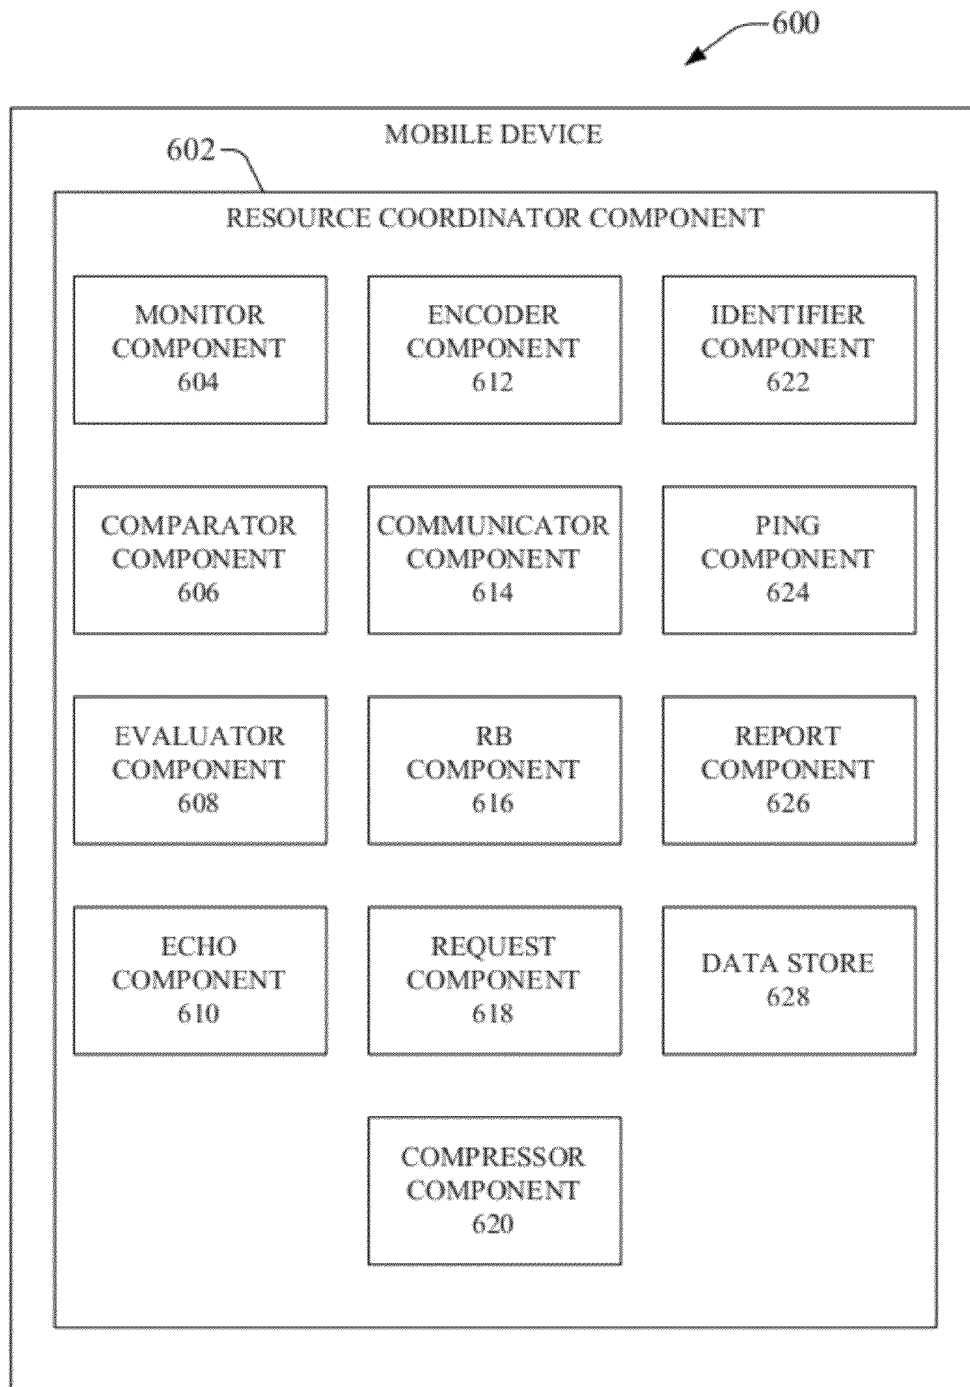 600
MOBILE DEVICE
602
RESOURCE COORDINATOR COMPONENT
MONITOR
COMPONENT
604
ENCODER
COMPONENT
612
IDENTIFIER
COMPONENT
622
COMPARATOR
COMPONENT
606
COMMUNICATOR
COMPONENT
614
PING
COMPONENT
624
EVALUATOR
COMPONENT
608
RB
COMPONENT
616
REPORT
COMPONENT
626
ECHO
COMPONENT
610
REQUEST
COMPONENT
618
DATA STORE
628
COMPRESSOR
COMPONENT
620